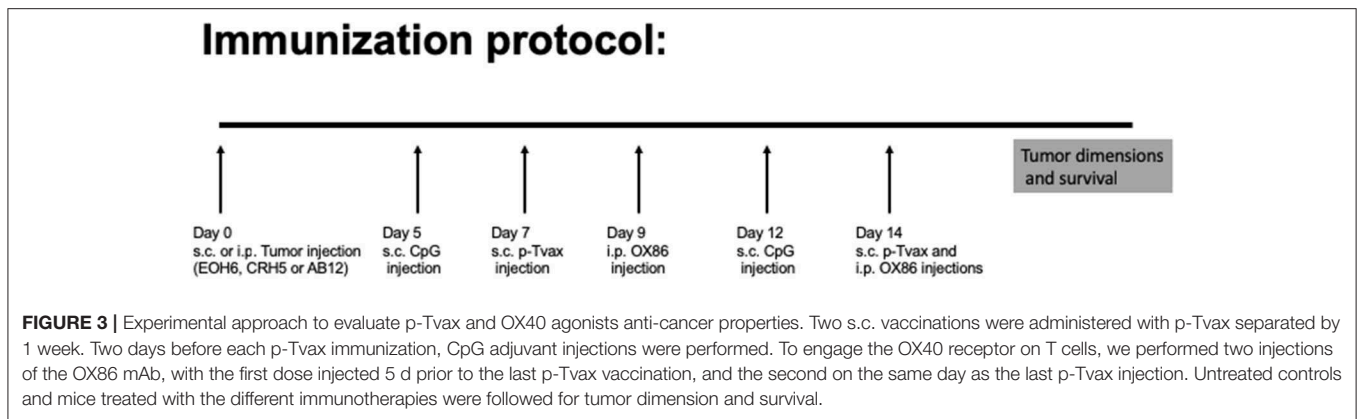 Immunization protocol:
Tumor dimensions
and survival
Day 0
s.c. or i.p. Tumor injection
(EOH6, CRH5 or AB12)
Day 5
s.c. CpG
injection
Day 7
s.c. p-Tvax
injection
Day 9
i.p. OX86
injection
Day 12
s.c. CpG
injection
Day 14
s.c. p-Tvax and
i.p. OX86 injections
FIGURE 3 | Experimental approach to evaluate p-Tvax and OX40 agonists anti-cancer properties. Two s.c. vaccinations were administered with p-Tvax separated by
1 week. Two days before each p-Tvax immunization, CpG adjuvant injections were performed. To engage the OX40 receptor on T cells, we performed two injections
of the OX86 mAb, with the first dose injected 5 d prior to the last p-Tvax vaccination, and the second on the same day as the last p-Tvax injection. Untreated controls
and mice treated with the different immunotherapies were followed for tumor dimension and survival.